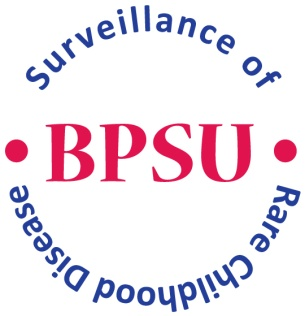 Surveillance of
• BPSU •
Rare Childhood Disease